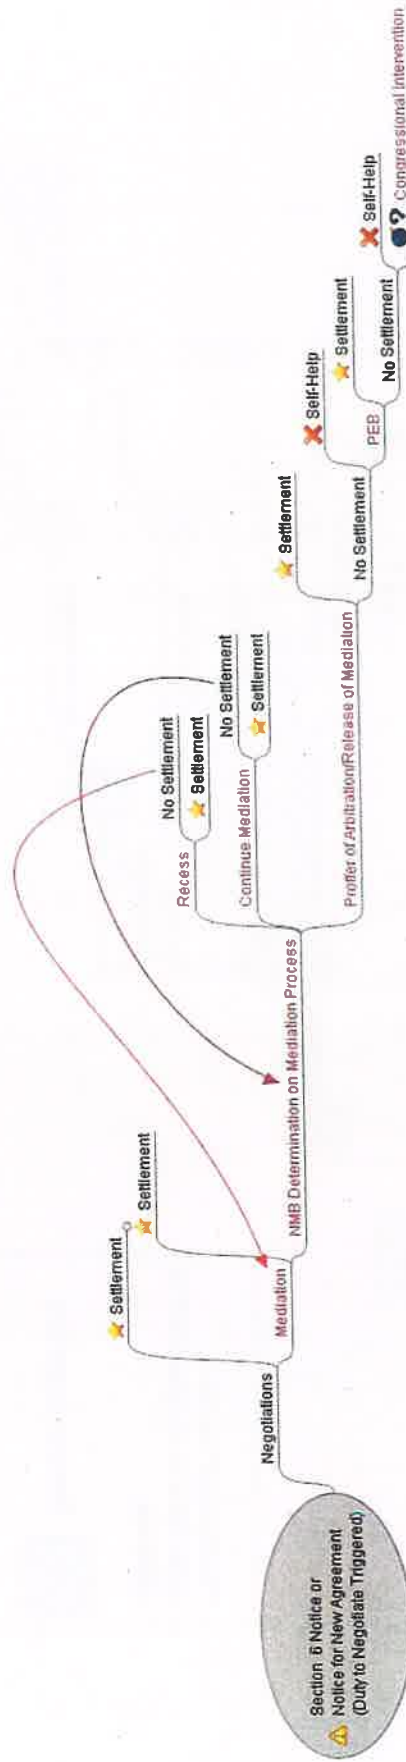 Section 6 Notice or
Notice for New Agreement
(Duty to Negotiate Triggered)
Negotiations
Settlement
Mediation
Settlement
NMB Determination on Mediation Process
Recess
No Settlement
Settlement
Continue Mediation
No Settlement
Settlement
Proffer of Arbitration/Release of Mediation
Settlement
No Settlement
Self-Help
PEB
Settlement
No Settlement
Self-Help
? Congressional Intervention